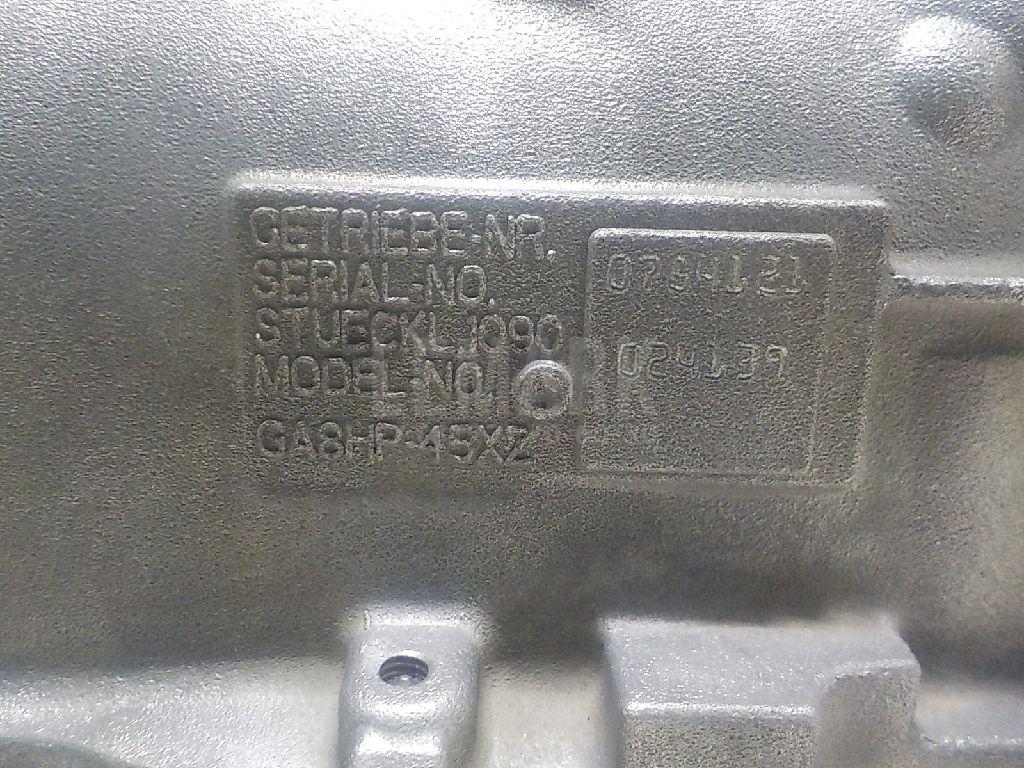 GETRIEBE-NR.
SERIAL-NO. 0794121
STUECKL.1090
MODEL-NO. 024139
GA8HP-45XZ